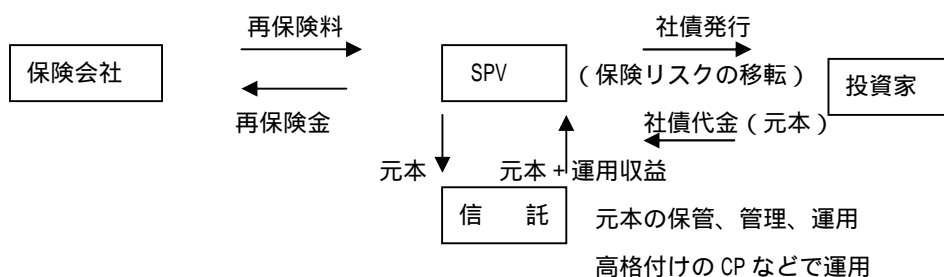 再保険料
社債発行
保険会社
SPV
(保険リスクの移転)
投資家
再保険金
社債代金(元本)
元本
元本+運用収益
信 託
元本の保管、管理、運用
高格付けの CP などで運用